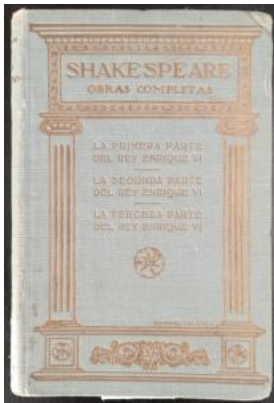 SHAKESPEARE
OBRAS COMPLETAS
LA PRIMERA PARTE
DEL REY ENRIQUE VI
LA SEGUNDA PARTE
DEL REY ENRIQUE VI
LA TERCERA PARTE
DEL REY ENRIQUE VI